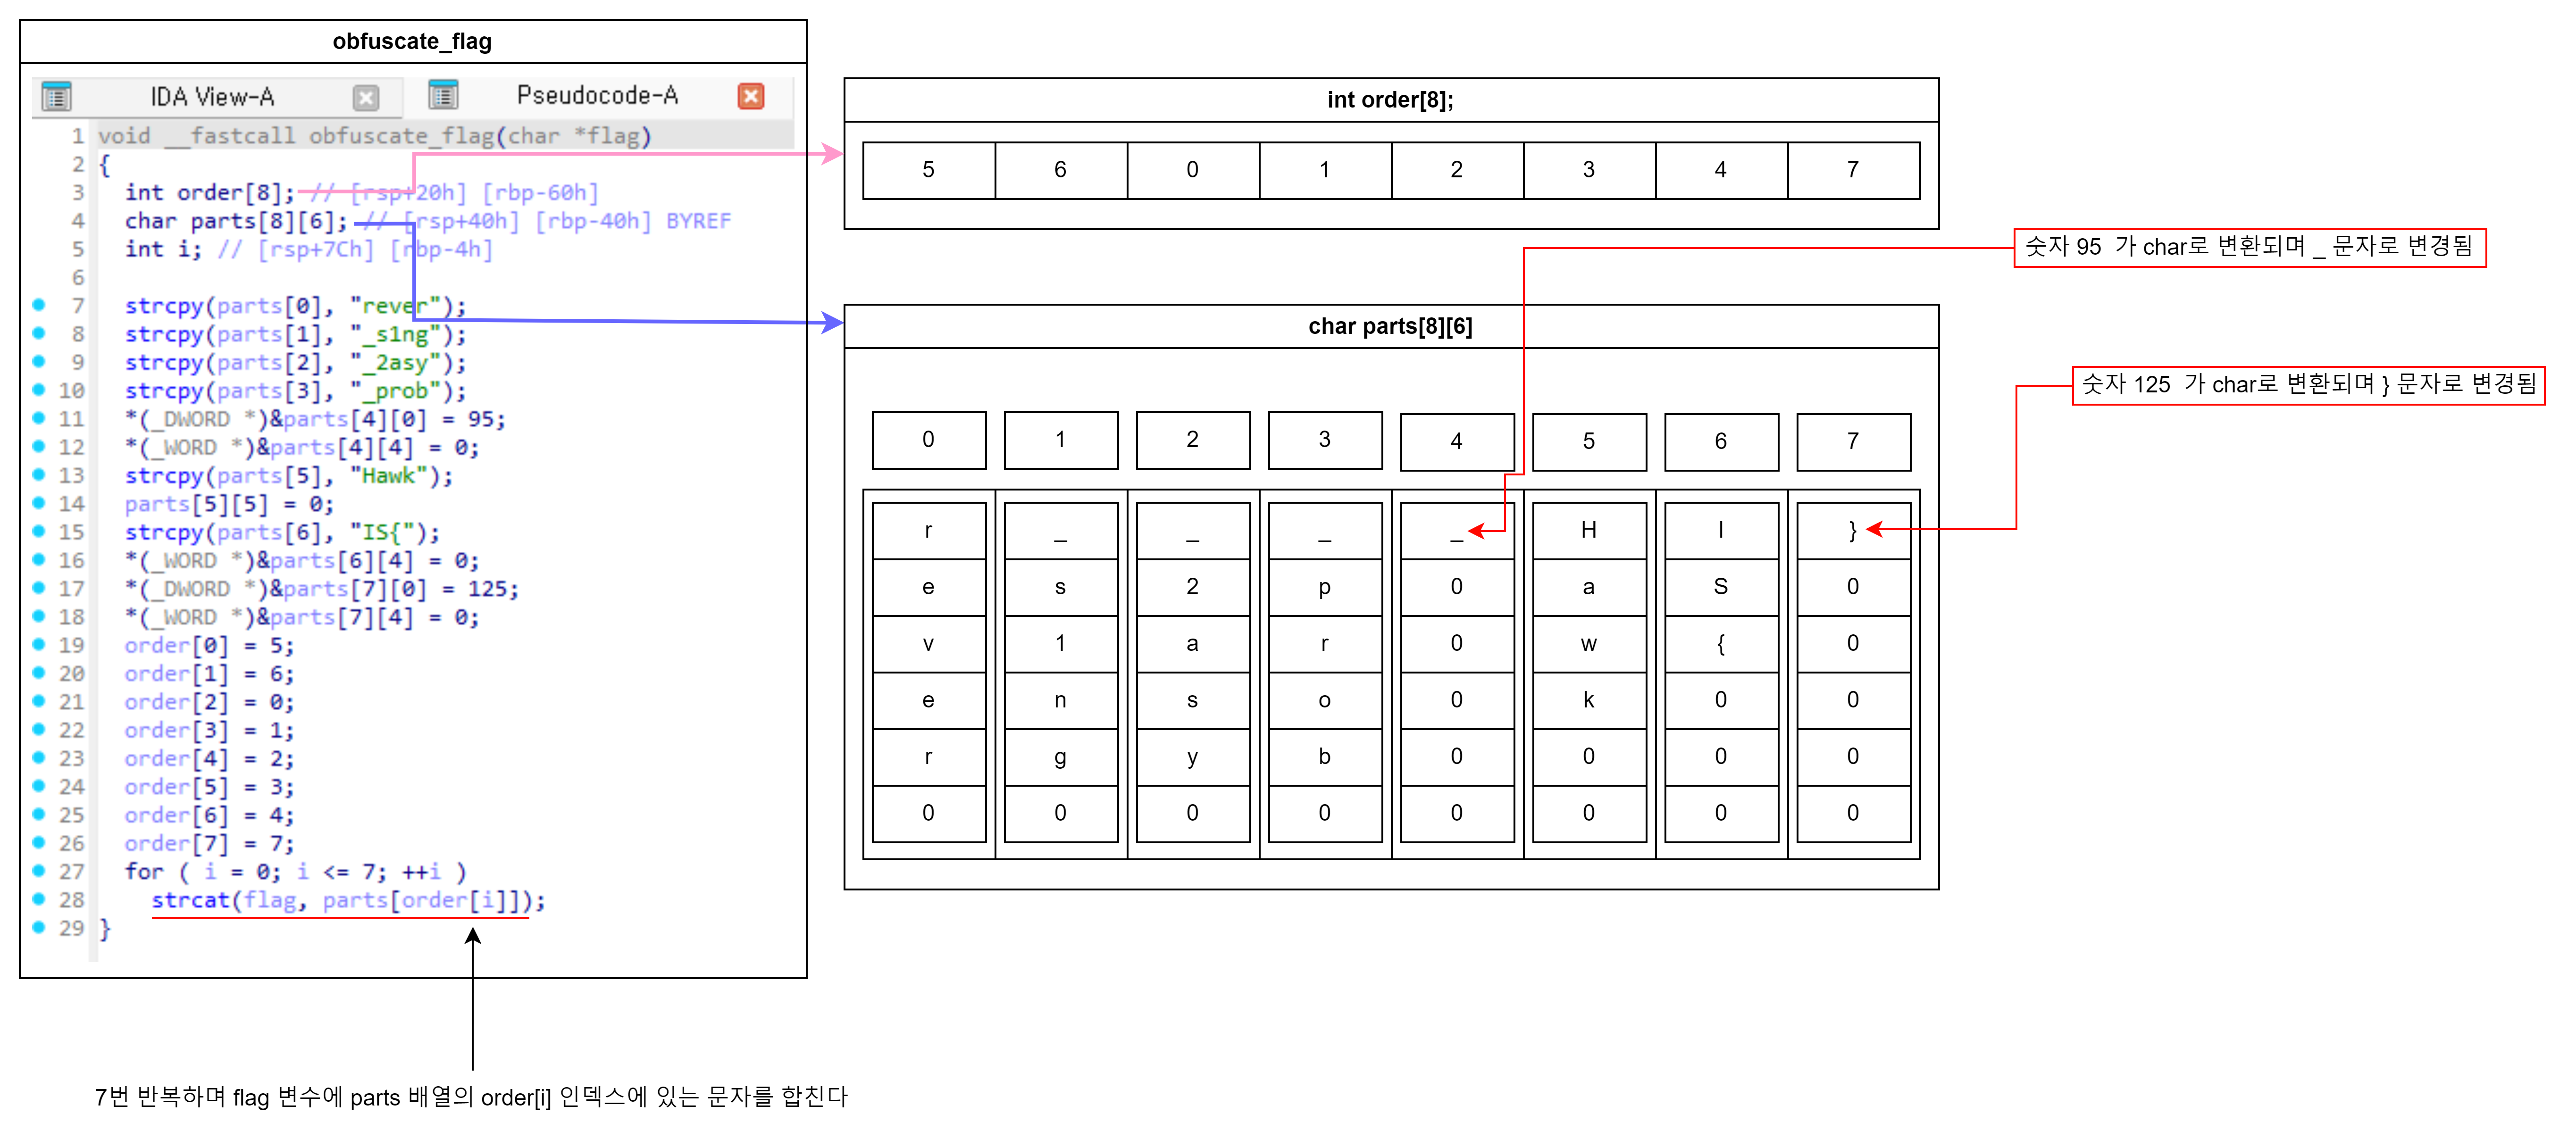 obfuscate_flag
IDA View-A
Pseudocode-A
1 void __fastcall obfuscate_flag(char *flag)
2 {
3 int order[8]; // [rsp+20h] [rbp-60h]
4 char parts[8][6]; // [rsp+40h] [rbp-40h] BYREF
5 int i; // [rsp+7Ch] [rbp-4h]
6
7 strcpy(parts[0], "rever");
8 strcpy(parts[1], "_s1ng");
9 strcpy(parts[2], "_2asy");
10 strcpy(parts[3], "_prob");
11 *(_DWORD *)&parts[4][0] = 95;
12 *(_WORD *)&parts[4][4] = 0;
13 strcpy(parts[5], "Hawk");
14 parts[5][5] = 0;
15 strcpy(parts[6], "IS{");
16 *(_WORD *)&parts[6][4] = 0;
17 *(_DWORD *)&parts[7][0] = 125;
18 *(_WORD *)&parts[7][4] = 0;
19 order[0] = 5;
20 order[1] = 6;
21 order[2] = 0;
22 order[3] = 1;
23 order[4] = 2;
24 order[5] = 3;
25 order[6] = 4;
26 order[7] = 7;
27 for ( i = 0; i <= 7; ++i )
28 strcat(flag, parts[order[i]]);
29 }
7번 반복하며 flag 변수에 parts 배열의 order[i] 인덱스에 있는 문자를 합친다
int order[8];
5 6 0 1 2 3 4 7
숫자 95 가 char로 변환되며 _ 문자로 변경됨
char parts[8][6]
숫자 125 가 char로 변환되며 } 문자로 변경됨
0 1 2 3 4 5 6 7
r _ _ _ _ H I }
e s 2 p 0 a S 0
v 1 a r 0 w { 0
e n s o 0 k 0 0
r g y b 0 0 0 0
0 0 0 0 0 0 0 0